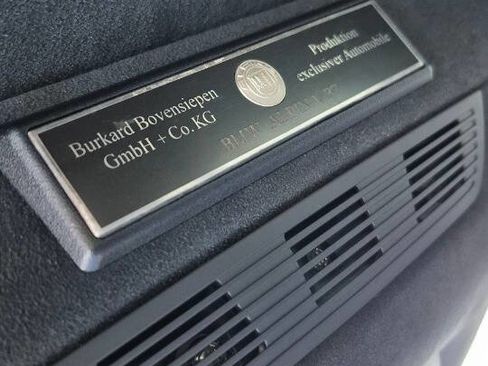 Burkard Bovensiepen
GmbH + Co. KG
Produktion
exclusiver Automobile